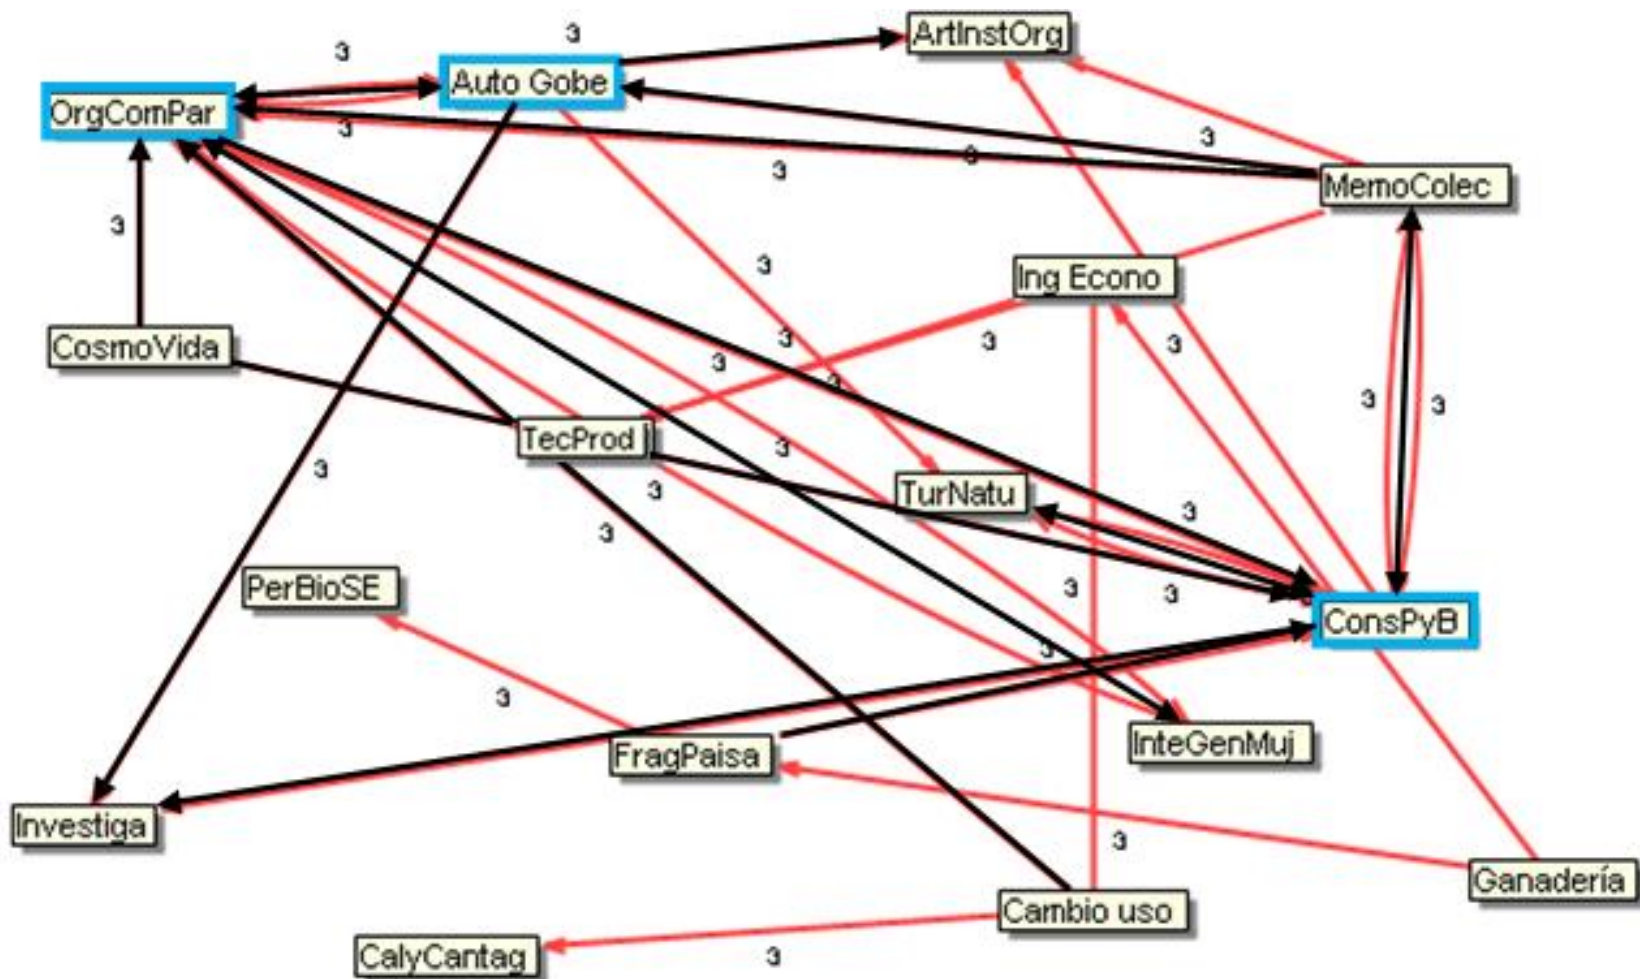 3
ArtInstOrg
3
Auto Gobe
OrgComPar
3
3
3
3
MemoColec
3
3
Ing Econo
CosmoVida
3
3
3
3
3
3
3
TecProd
3
3
3
TurNatu
3
3
PerBioSE
3
3
ConsPyB
3
3
InteGenMuj
FragPaisa
Investiga
3
Ganadería
Cambio uso
CalyCantag
3